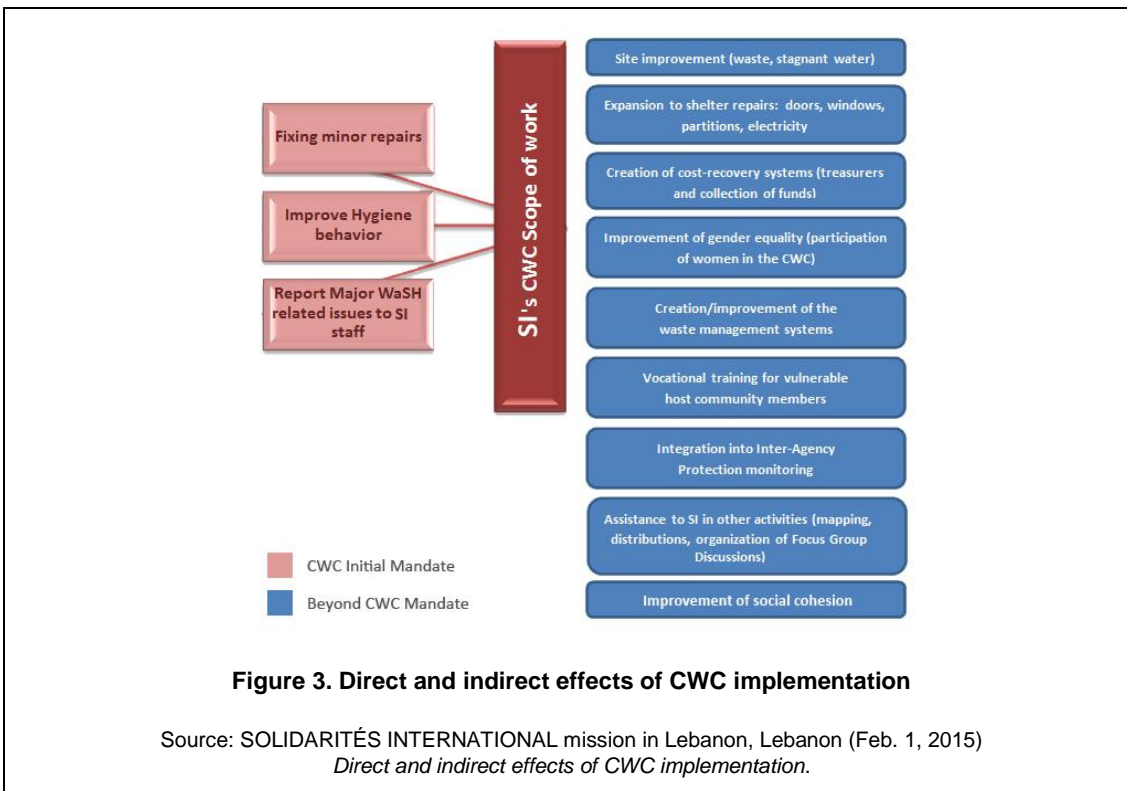 Fixing minor repairs
Improve Hygiene
behavior
Report Major WaSH
related issues to SI
staff
SI's CWC Scope of work
Site improvement (waste, stagnant water)
Expansion to shelter repairs: doors, windows,
partitions, electricity
Creation of cost-recovery systems (treasurers
and collection of funds)
Improvement of gender equality (participation
of women in the CWC)
Creation/improvement of the
waste management systems
Vocational training for vulnerable
host community members
Integration into Inter-Agency
Protection monitoring
Assistance to SI in other activities (mapping,
distributions, organization of Focus Group
Discussions)
Improvement of social cohesion
CWC Initial Mandate
Beyond CWC Mandate
Figure 3. Direct and indirect effects of CWC implementation
Source: SOLIDARITÉS INTERNATIONAL mission in Lebanon, Lebanon (Feb. 1, 2015)
Direct and indirect effects of CWC implementation.